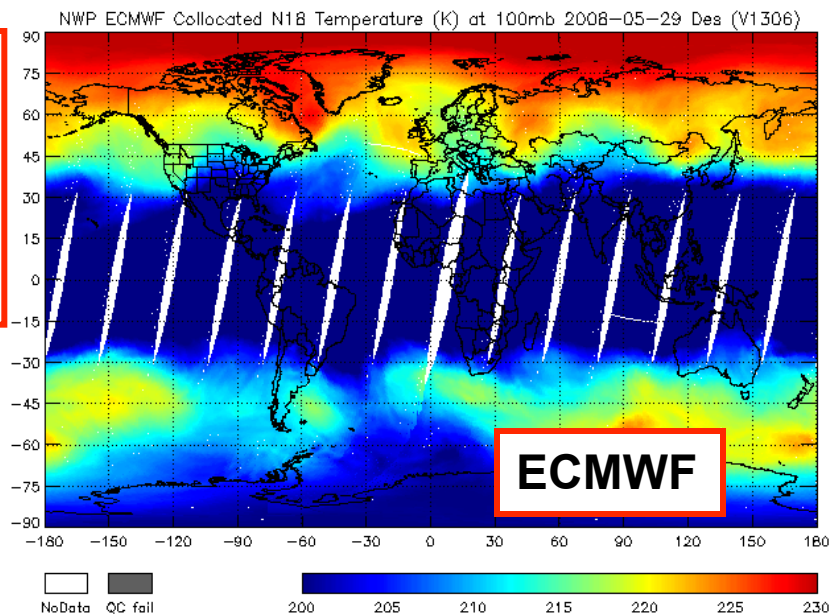 NWP ECMWF Collocated N18 Temperature (K) at 100mb 2008-05-29 Des (V1306)
90
75
60
45
30
15
0
-15
-30
-45
-60
-75
-90
ECMWF
-180 -150 -120 -90 -60 -30 0 30 60 90 120 150 180
NoData QC fail
200 205 210 215 220 225 230